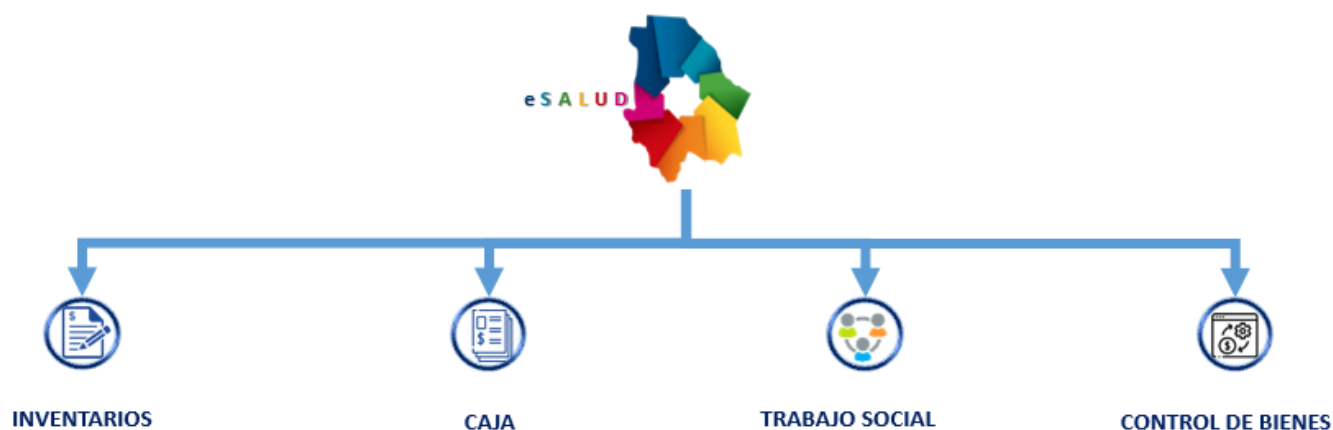 eSALUD
INVENTARIOS
CAJA
TRABAJO SOCIAL
CONTROL DE BIENES